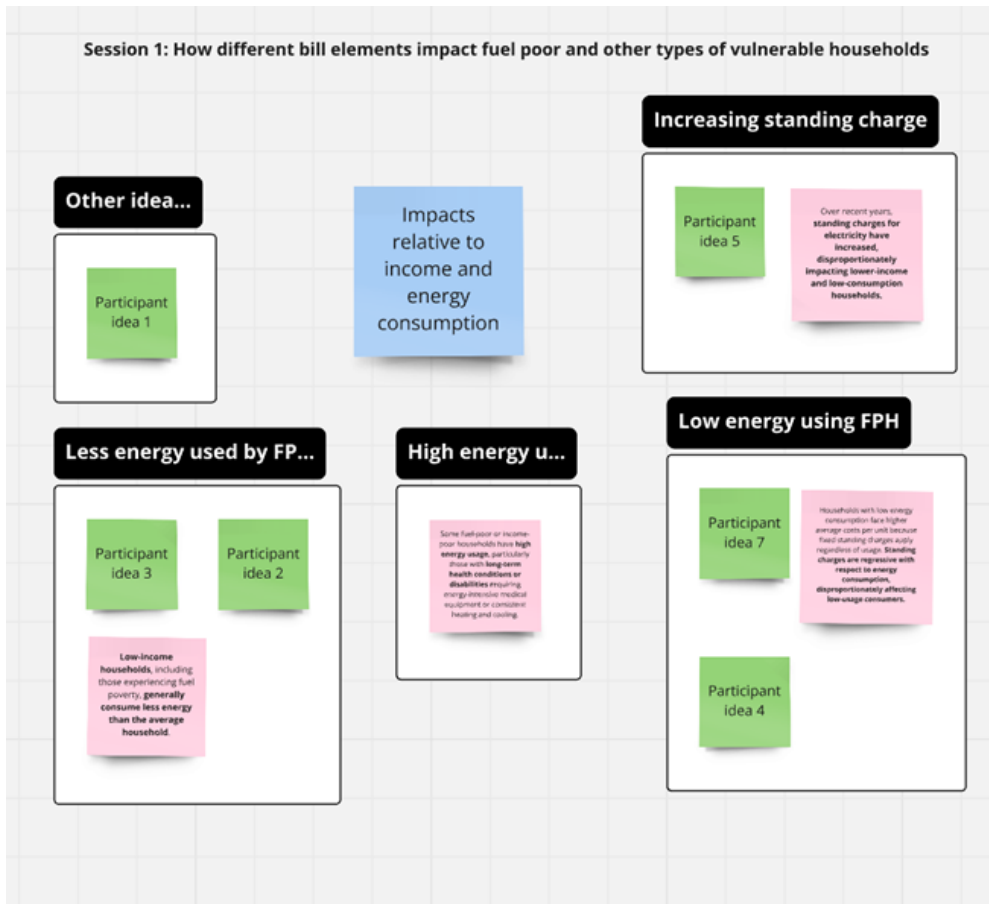 Session 1: How different bill elements impact fuel poor and other types of vulnerable households
Increasing standing charge
Participant
idea 5
Over recent years,
standing charges for
electricity have
increased,
disproportionately
impacting lower-income
and low-consumption
households.
Other idea...
Participant
idea 1
Impacts
relative to
income and
energy
consumption
Less energy used by FP...
Participant
idea 3
Participant
idea 2
Low-income
households, including
those experiencing fuel
poverty, generally
consume less energy
than the average
household.
High energy u...
Some fuel-poor or income-
poor households have high
energy usage, particularly
those with long-term
health conditions or
disabilities requiring
energy-intensive medical
equipment or consistent
heating and cooling.
Low energy using FPH
Participant
idea 7
Households with low energy
consumption face higher
average costs per unit because
fixed standing charges apply
regardless of usage. Standing
charges are regressive with
respect to energy
consumption,
disproportionately affecting
low-usage consumers.
Participant
idea 4